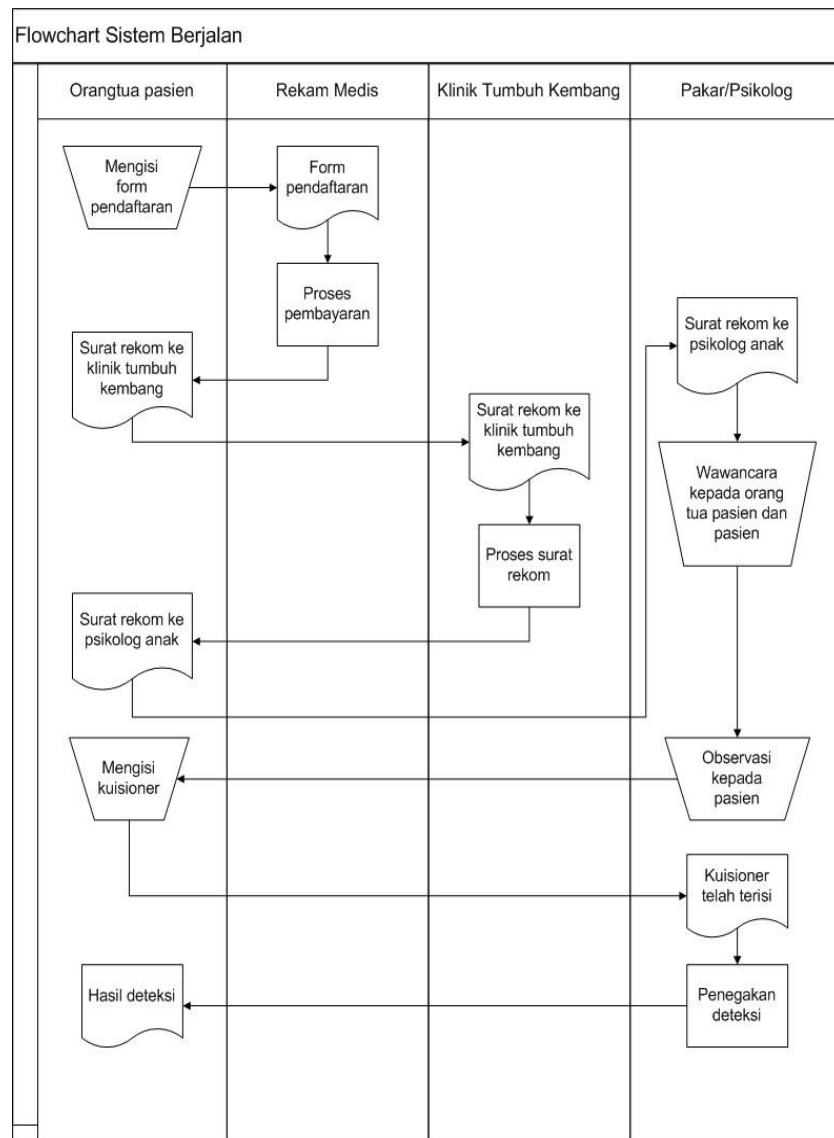 Flowchart Sistem Berjalan
Orangtua pasien
Rekam Medis
Klinik Tumbuh Kembang
Pakar/Psikolog
Mengisi
form
pendaftaran
Form
pendaftaran
Proses
pembayaran
Surat rekom ke
psikolog anak
Surat rekom ke
klinik tumbuh
kembang
Surat rekom ke
klinik tumbuh
kembang
Wawancara
kepada orang
tua pasien dan
pasien
Proses surat
rekom
Surat rekom ke
psikolog anak
Mengisi
kuisioner
Observasi
kepada
pasien
Kuisioner
telah terisi
Hasil deteksi
Penegakan
deteksi